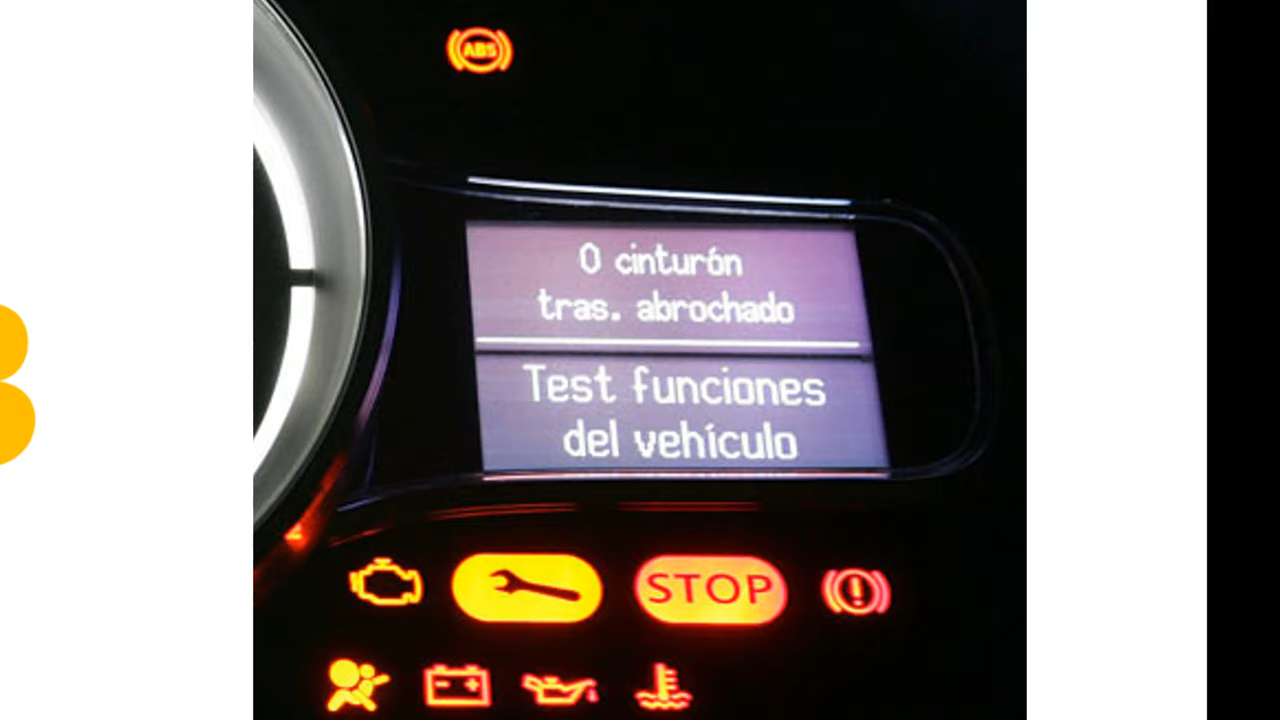 ABS
0 cinturón
tras. abrochado
Test funciones
del vehículo
STOP